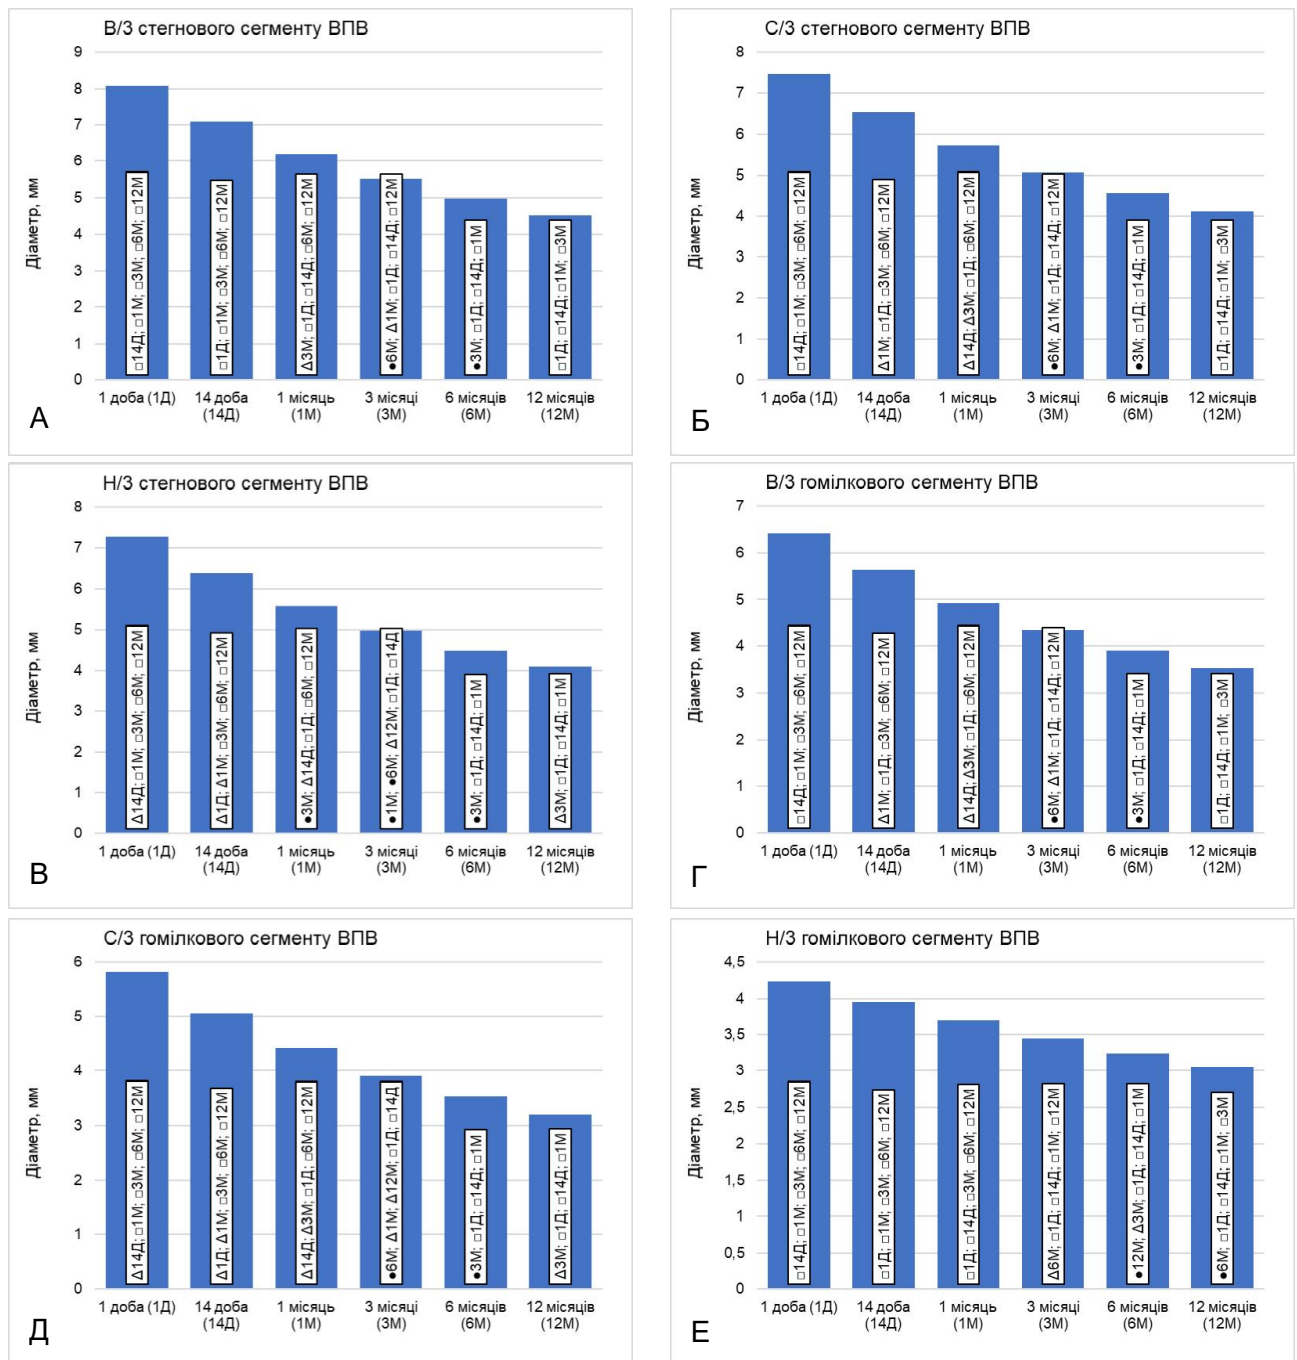 В/3 стегнового сегменту ВПВ
Діаметр, мм
9
8
7
6
5
4
3
2
1
0
□14Д; □1М; □3М; □6М; □12М
□1Д; □1М; □3М; □6М; □12М
Δ3М; □1Д; □14Д; □6М; □12М
●6М; Δ1М; □1Д; □14Д; □12М
●3М; □1Д; □14Д; □1М
□1Д; □14Д; □1М; □3М
1 доба (1Д)
14 доба (14Д)
1 місяць (1М)
3 місяці (3М)
6 місяців (6М)
12 місяців (12М)
А
С/3 стегнового сегменту ВПВ
Діаметр, мм
8
7
6
5
4
3
2
1
0
□14Д; □1М; □3М; □6М; □12М
Δ1М; □1Д; □3М; □6М; □12М
Δ14Д; Δ3М; □1Д; □6М; □12М
●6М; Δ1М; □1Д; □14Д; □12М
●3М; □1Д; □14Д; □1М
□1Д; □14Д; □1М; □3М
1 доба (1Д)
14 доба (14Д)
1 місяць (1М)
3 місяці (3М)
6 місяців (6М)
12 місяців (12М)
Б
Н/3 стегнового сегменту ВПВ
Діаметр, мм
8
7
6
5
4
3
2
1
0
Δ14Д; □1М; □3М; □6М; □12М
Δ1Д; Δ1М; □3М; □6М; □12М
●3М; Δ14Д; □1Д; □6М; □12М
●1М; ●6М; Δ12М; □1Д; □14Д
●3М; □1Д; □14Д; □1М
Δ3М; □1Д; □14Д; □1М
1 доба (1Д)
14 доба (14Д)
1 місяць (1М)
3 місяці (3М)
6 місяців (6М)
12 місяців (12М)
В
В/3 гомілкового сегменту ВПВ
Діаметр, мм
7
6
5
4
3
2
1
0
□14Д; □1М; □3М; □6М; □12М
Δ1М; □1Д; □3М; □6М; □12М
Δ14Д; Δ3М; □1Д; □6М; □12М
●6М; Δ1М; □1Д; □14Д; □12М
●3М; □1Д; □14Д; □1М
□1Д; □14Д; □1М; □3М
1 доба (1Д)
14 доба (14Д)
1 місяць (1М)
3 місяці (3М)
6 місяців (6М)
12 місяців (12М)
Г
С/3 гомілкового сегменту ВПВ
Діаметр, мм
6
5
4
3
2
1
0
Δ14Д; □1М; □3М; □6М; □12М
Δ1Д; Δ1М; □3М; □6М; □12М
Δ14Д; Δ3М; □1Д; □6М; □12М
●6М; Δ1М; Δ12М; □1Д; □14Д
●3М; □1Д; □14Д; □1М
Δ3М; □1Д; □14Д; □1М
1 доба (1Д)
14 доба (14Д)
1 місяць (1М)
3 місяці (3М)
6 місяців (6М)
12 місяців (12М)
Д
Н/3 гомілкового сегменту ВПВ
Діаметр, мм
4,5
4
3,5
3
2,5
2
1,5
1
0,5
0
□14Д; □1М; □3М; □6М; □12М
□1Д; □1М; □3М; □6М; □12М
□1Д; □14Д; □3М; □6М; □12М
Δ6М; □1Д; □14Д; □1М; □12М
●12М; Δ3М; □1Д; □14Д; □1М
●6М; □1Д; □14Д; □1М; □3М
1 доба (1Д)
14 доба (14Д)
1 місяць (1М)
3 місяці (3М)
6 місяців (6М)
12 місяців (12М)
Е